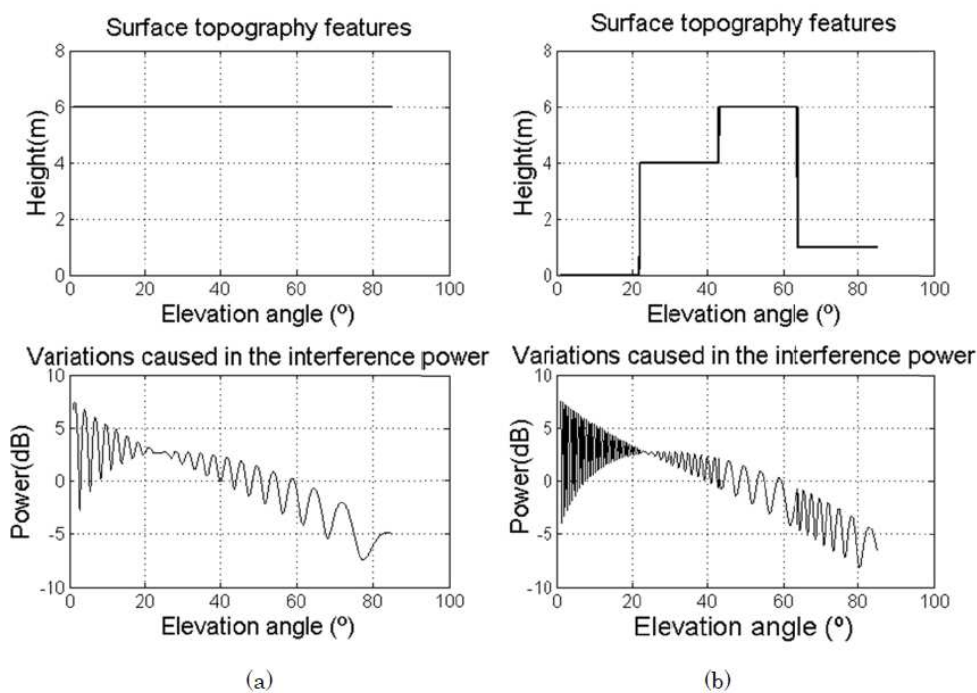 Surface topography features
Height(m)
8
6
4
2
0
0 20 40 60 80 100
Elevation angle (º)
Variations caused in the interference power
Power(dB)
10
5
0
-5
-10
0 20 40 60 80 100
Elevation angle (º)
(a)
Surface topography features
Height(m)
8
6
4
2
0
0 20 40 60 80 100
Elevation angle (º)
Variations caused in the interference power
Power(dB)
10
5
0
-5
-10
0 20 40 60 80 100
Elevation angle (º)
(b)